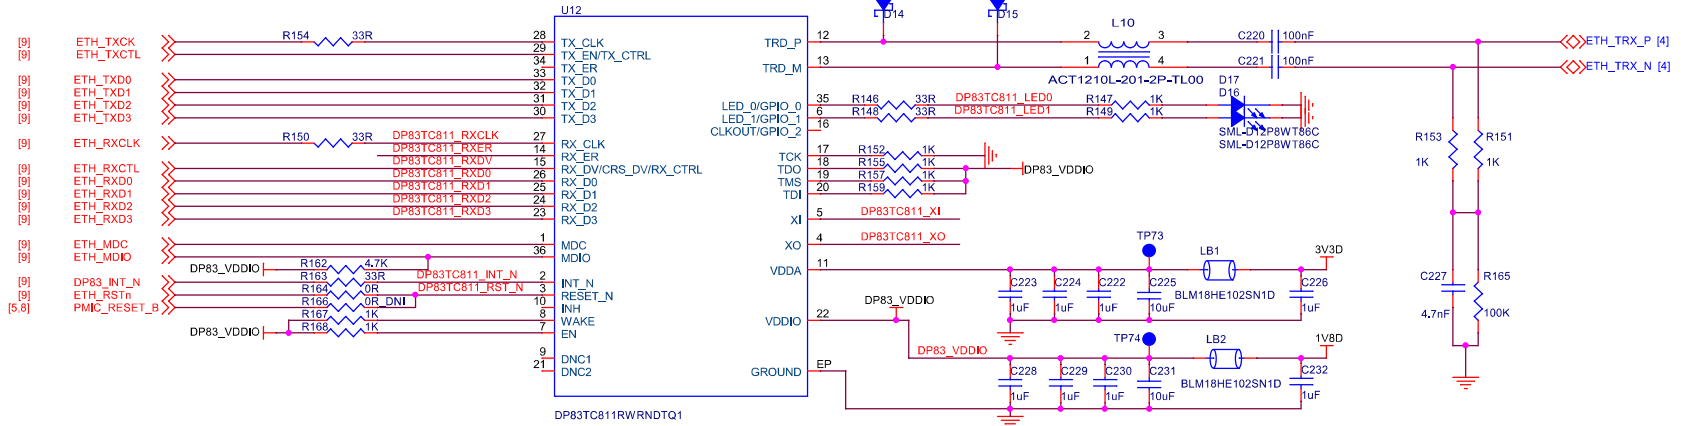 U12
D14
D15
[9] ETH_TXCK R154 33R 28 TX_CLK
[9] ETH_TXCTL 29 TX_EN/TX_CTRL
34 TX_ER
[9] ETH_TXD0 33 TX_D0
[9] ETH_TXD1 32 TX_D1
[9] ETH_TXD2 31 TX_D2
[9] ETH_TXD3 30 TX_D3
[9] ETH_RXCLK R150 33R DP83TC811_RXCLK 27 RX_CLK
DP83TC811_RXER 14 RX_ER
[9] ETH_RXCTL DP83TC811_RXDV 15 RX_DV/CRS_DV/RX_CTRL
[9] ETH_RXD0 DP83TC811_RXD0 26 RX_D0
[9] ETH_RXD1 DP83TC811_RXD1 25 RX_D1
[9] ETH_RXD2 DP83TC811_RXD2 24 RX_D2
[9] ETH_RXD3 DP83TC811_RXD3 23 RX_D3
[9] ETH_MDC 1 MDC
[9] ETH_MDIO 36 MDIO
DP83_VDDIO R162 4.7K
[9] DP83_INT_N R163 33R DP83TC811_INT_N 2 INT_N
[9] ETH_RSTn R164 0R DP83TC811_RST_N 3 RESET_N
[5,8] PMIC_RESET_B R166 0R_DNI 10 INH
R167 1K 8 WAKE
DP83_VDDIO R168 1K 7 EN
9 DNC1
21 DNC2
DP83TC811RWRNDTQ1
TRD_P 12
TRD_M 13
L10
2 3
1 4
ACT1210L-201-2P-TL00
C220 100nF
C221 100nF
ETH_TRX_P [4]
ETH_TRX_N [4]
LED_0/GPIO_0 35 R146 33R DP83TC811_LED0 R147 1K
LED_1/GPIO_1 6 R148 33R DP83TC811_LED1 R149 1K
CLKOUT/GPIO_2 16
D17
D16
SML-D12P8WT86C
SML-D12P8WT86C
TCK 17 R152 1K
TDO 18 R155 1K DP83_VDDIO
TMS 19 R157 1K
TDI 20 R159 1K
XI 5 DP83TC811_XI
XO 4 DP83TC811_XO
VDDA 11
TP73
LB1
3V3D
BLM18HE102SN1D
C223 1uF
C224 1uF
C222 1uF
C225 10uF
C226 1uF
DP83_VDDIO
VDDIO 22
DP83_VDDIO
TP74
LB2
1V8D
BLM18HE102SN1D
GROUND EP
C228 1uF
C229 1uF
C230 1uF
C231 10uF
C232 1uF
R153 1K
R151 1K
C227 4.7nF
R165 100K